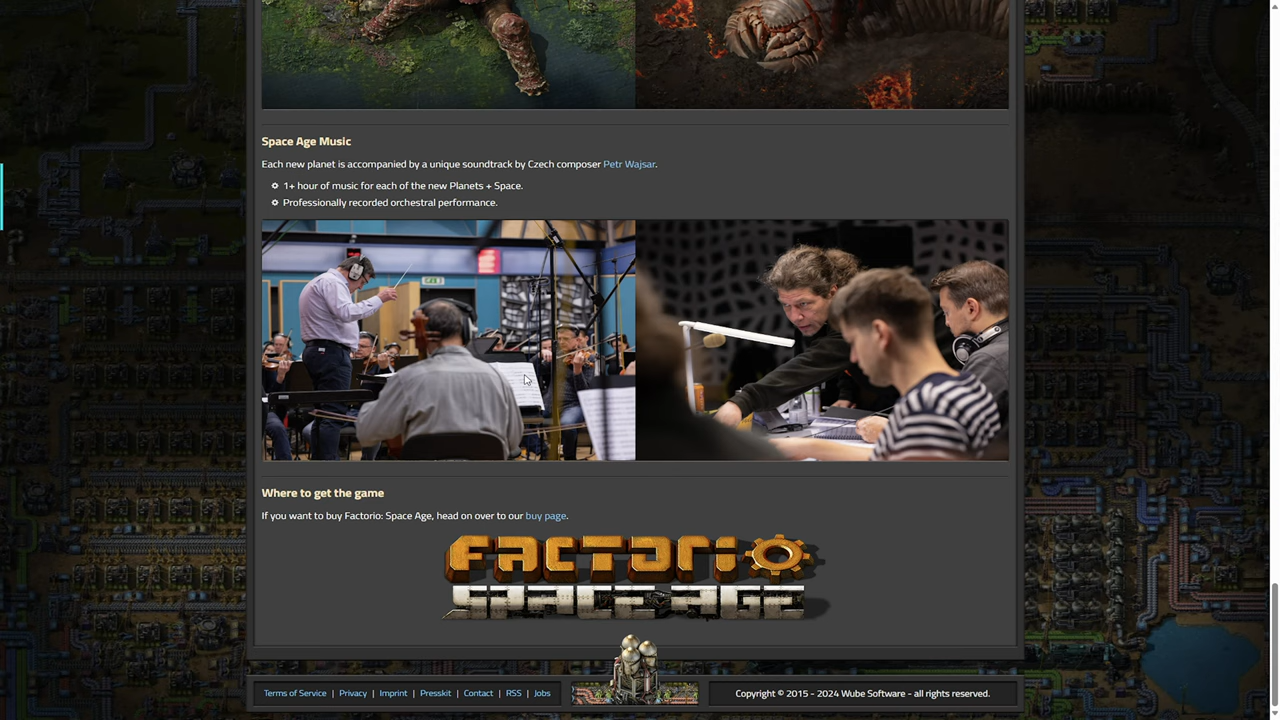 Space Age Music
Each new planet is accompanied by a unique soundtrack by Czech composer Petr Wajsar.
1+ hour of music for each of the new Planets + Space.
Professionally recorded orchestral performance.
Where to get the game
If you want to buy Factorio: Space Age, head on over to our buy page.
FACTORIO
SPACE AGE
Terms of Service | Privacy | Imprint | Presskit | Contact | RSS | Jobs
Copyright © 2015 - 2024 Wube Software - all rights reserved.